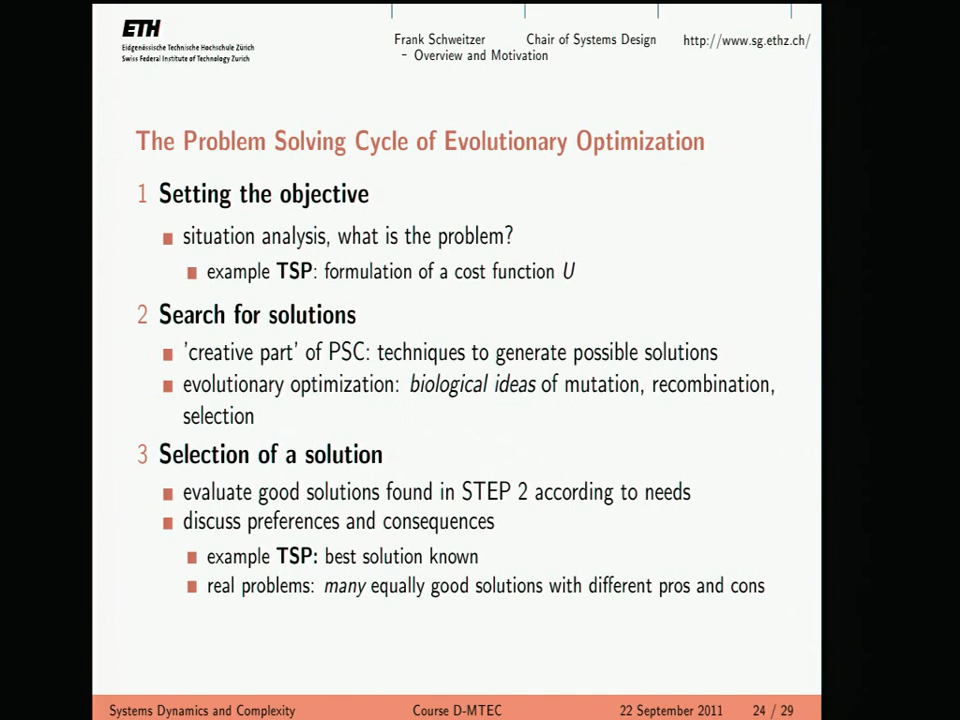 ETH
Eidgenössische Technische Hochschule Zürich
Swiss Federal Institute of Technology Zurich
Frank Schweitzer Chair of Systems Design http://www.sg.ethz.ch/
– Overview and Motivation
The Problem Solving Cycle of Evolutionary Optimization
1 Setting the objective
■ situation analysis, what is the problem?
■ example TSP: formulation of a cost function U
2 Search for solutions
■ 'creative part' of PSC: techniques to generate possible solutions
■ evolutionary optimization: biological ideas of mutation, recombination,
selection
3 Selection of a solution
■ evaluate good solutions found in STEP 2 according to needs
■ discuss preferences and consequences
■ example TSP: best solution known
■ real problems: many equally good solutions with different pros and cons
Systems Dynamics and Complexity Course D-MTEC 22 September 2011 24 / 29